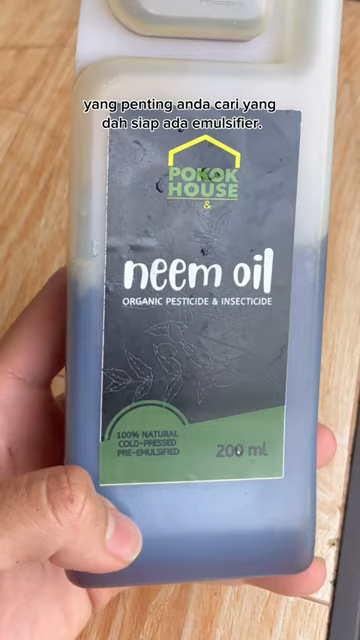 yang penting anda cari yang
dah siap ada emulsifier.
POKOK
HOUSE
&
neem oil
ORGANIC PESTICIDE & INSECTICIDE
100% NATURAL
COLD-PRESSED
PRE-EMULSIFIED
200 ml